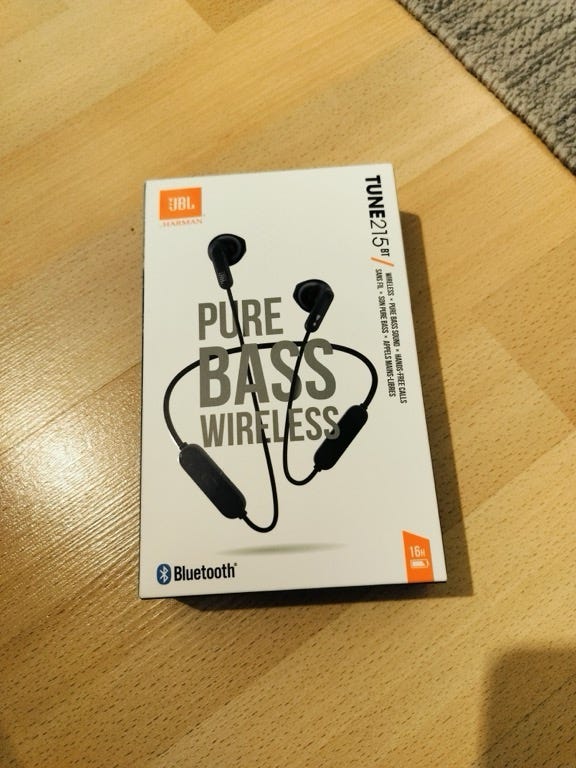 JBL
HARMAN
TUNE215BT
WIRELESS • PURE BASS SOUND • HANDS-FREE CALLS
SANS FIL • SON PURE BASS • APPELS MAINS-LIBRES
PURE
BASS
WIRELESS
Bluetooth®
16H